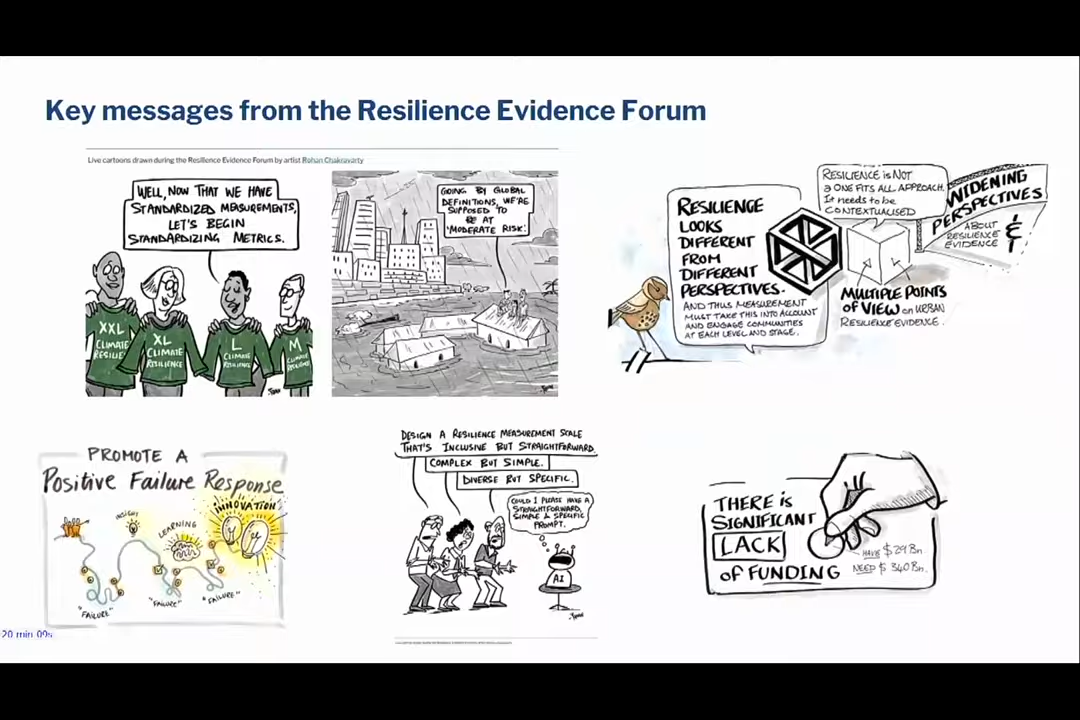 Key messages from the Resilience Evidence Forum
Live cartoons drawn during the Resilience Evidence Forum by artist Rohan Chakravarty
WELL, NOW THAT WE HAVE
STANDARDIZED MEASUREMENTS,
LET'S BEGIN
STANDARDIZING METRICS.
XXL
CLIMATE
RESILIE
XL
CLIMATE
RESILIENCE
L
CLIMATE
RESILIENCE
M
CLIMATE
GOING BY GLOBAL
DEFINITIONS, WE'RE
SUPPOSED TO
BE AT
'MODERATE RISK'.
RESILIENCE
LOOKS
DIFFERENT
FROM
DIFFERENT
PERSPECTIVES.
AND THUS MEASUREMENT
MUST TAKE THIS INTO ACCOUNT
AND ENGAGE COMMUNITIES
AT EACH LEVEL AND STAGE.
RESILIENCE is NOT
a ONE FITS ALL APPROACH.
It needs to be
CONTEXTUALISED
WIDENING
PERSPECTIVES
ABOUT
RESILIENCE
EVIDENCE
&
MULTIPLE POINTS
OF VIEW on URBAN
RESILIENCE EVIDENCE.
PROMOTE A
Positive Failure Response
INSIGHT
LEARNING
INNOVATION
"FAILURE"
"FAILURE"
"FAILURE"
DESIGN A RESILIENCE MEASUREMENT SCALE
THAT'S INCLUSIVE BUT STRAIGHTFORWARD.
COMPLEX BUT SIMPLE.
DIVERSE BUT SPECIFIC.
COULD I PLEASE HAVE A
STRAIGHTFORWARD,
SIMPLE & SPECIFIC
PROMPT.
AI
THERE is
SIGNIFICANT
LACK
of FUNDING
HAVE $29Bn
NEED $340Bn.
20 min 09s